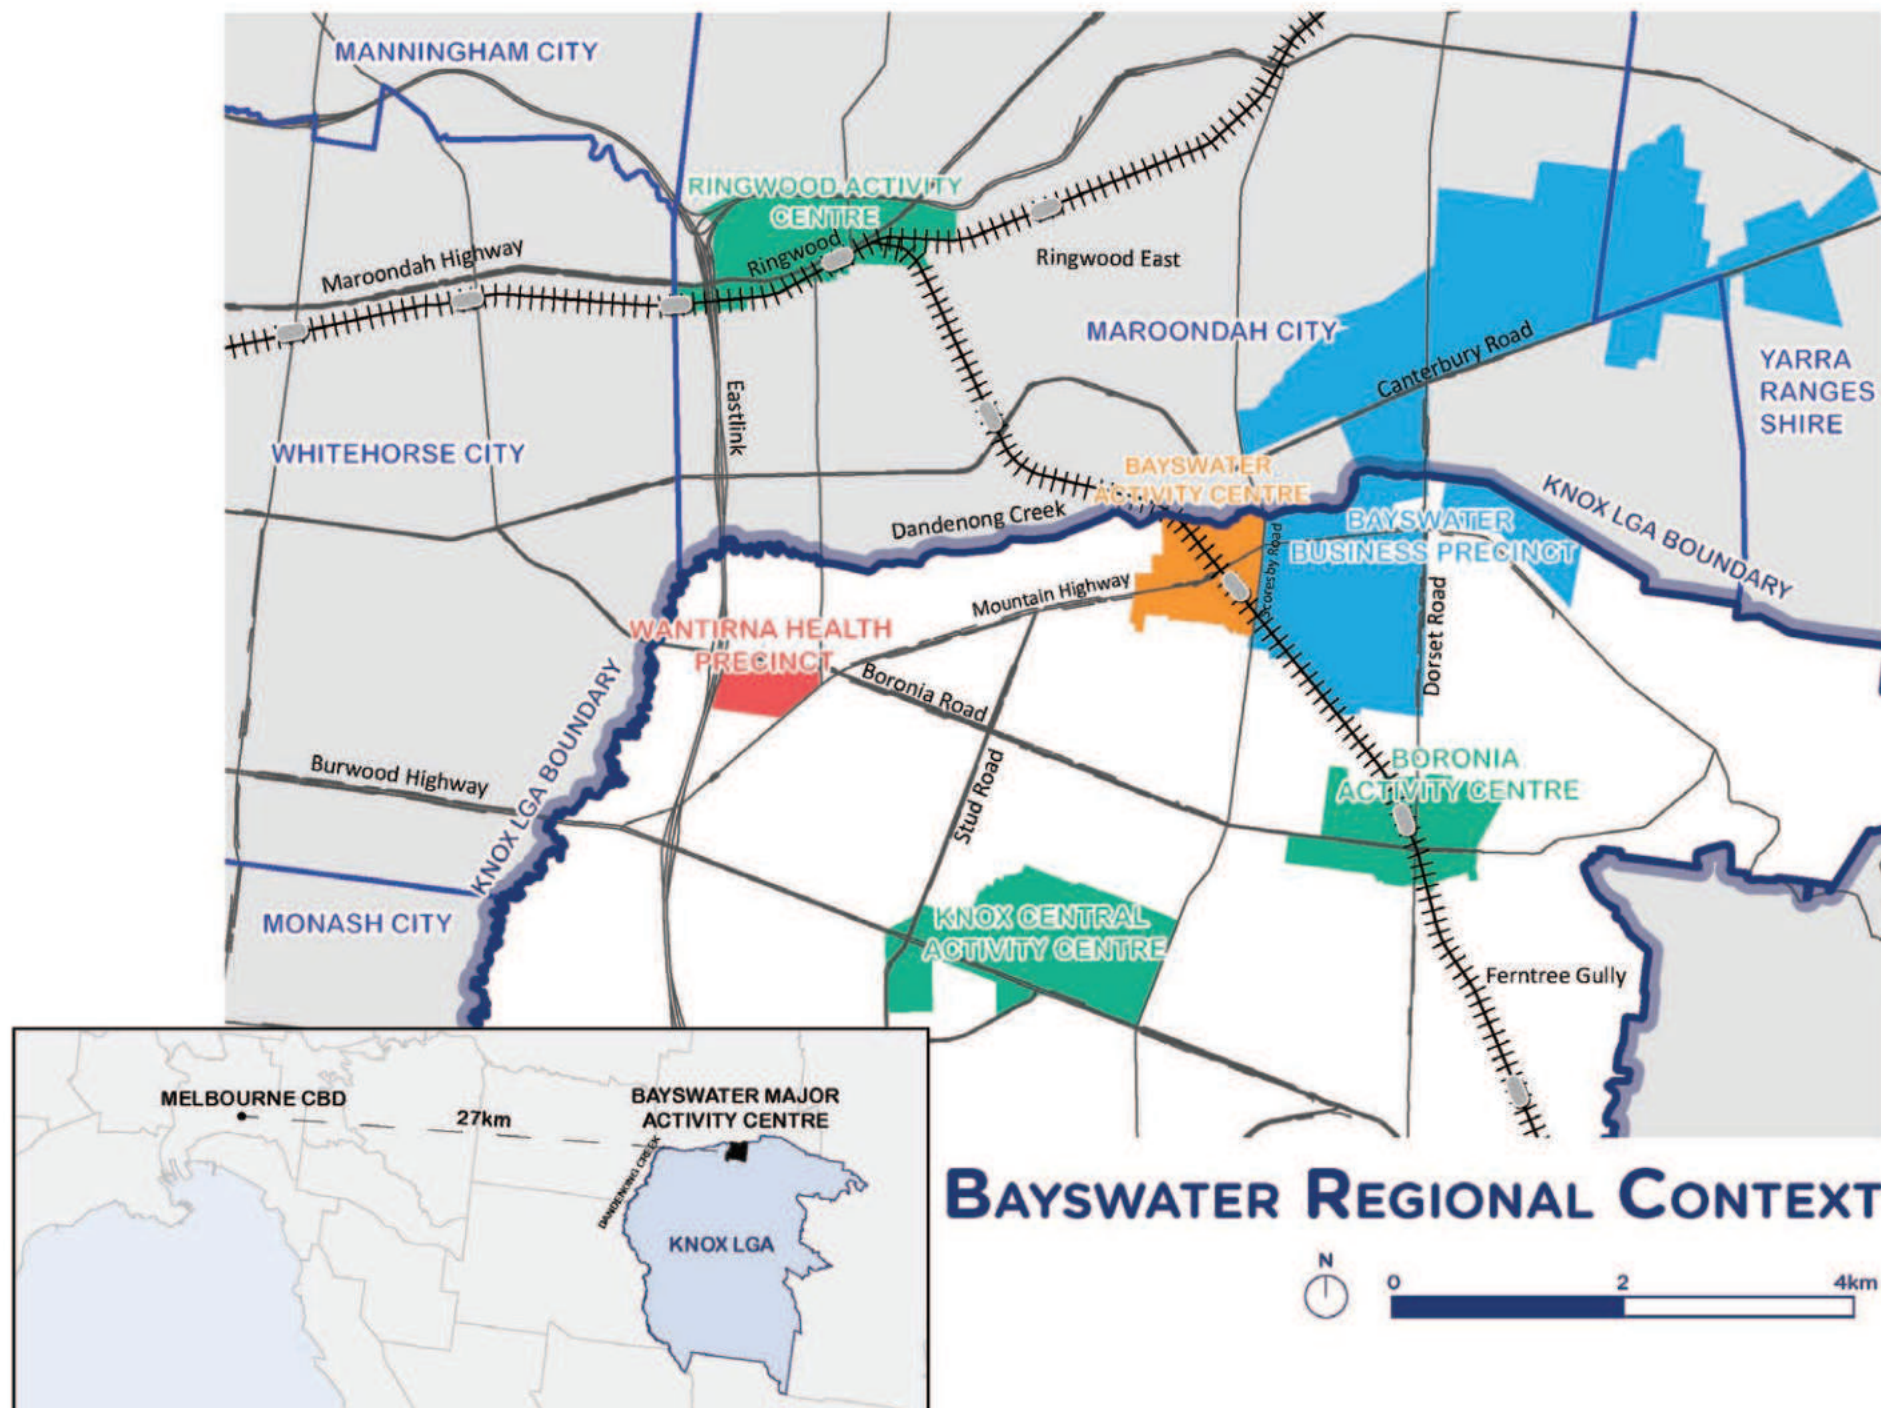 MANNINGHAM CITY
RINGWOOD ACTIVITY
CENTRE
Maroondah Highway
Ringwood
Ringwood East
MAROONDAH CITY
Canterbury Road
YARRA
RANGES
SHIRE
Eastlink
WHITEHORSE CITY
BAYSWATER
ACTIVITY CENTRE
Dandenong Creek
KNOX LGA BOUNDARY
BAYSWATER
BUSINESS PRECINCT
Scoresby Road
Mountain Highway
Dorset Road
WANTIRNA HEALTH
PRECINCT
Boronia Road
KNOX LGA BOUNDARY
Burwood Highway
Stud Road
BORONIA
ACTIVITY CENTRE
MONASH CITY
KNOX CENTRAL
ACTIVITY CENTRE
Ferntree Gully
MELBOURNE CBD
27km
BAYSWATER MAJOR
ACTIVITY CENTRE
DANDENONG CREEK
KNOX LGA
BAYSWATER REGIONAL CONTEXT
N
0 2 4km